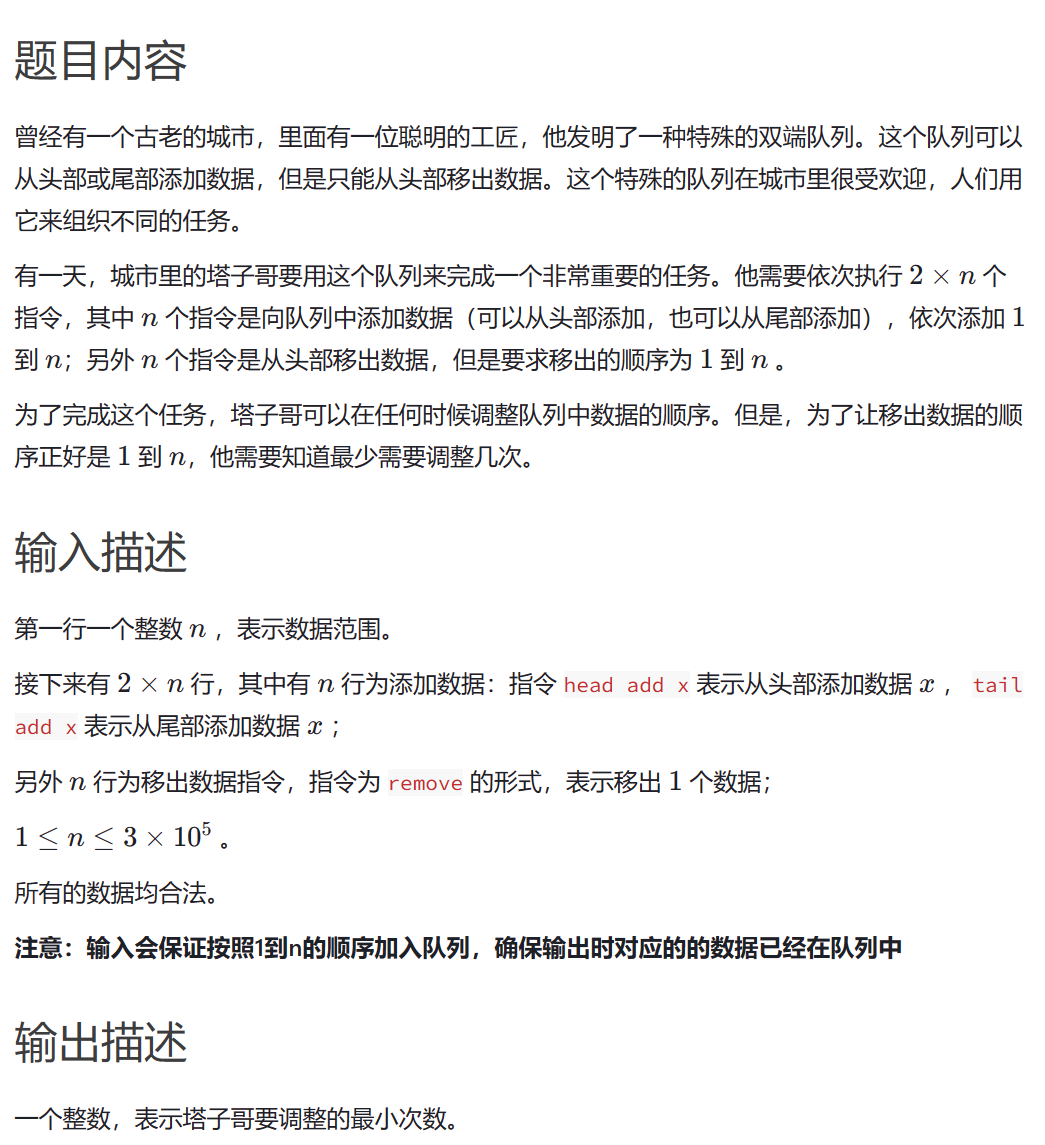 题目内容
曾经有一个古老的城市，里面有一位聪明的工匠，他发明了一种特殊的双端队列。这个队列可以
从头部或尾部添加数据，但是只能从头部移出数据。这个特殊的队列在城市里很受欢迎，人们用
它来组织不同的任务。
有一天，城市里的塔子哥要用这个队列来完成一个非常重要的任务。他需要依次执行 2 × n 个
指令，其中 n 个指令是向队列中添加数据（可以从头部添加，也可以从尾部添加），依次添加 1
到 n；另外 n 个指令是从头部移出数据，但是要求移出的顺序为 1 到 n 。
为了完成这个任务，塔子哥可以在任何时候调整队列中数据的顺序。但是，为了让移出数据的顺
序正好是 1 到 n，他需要知道最少需要调整几次。
输入描述
第一行一个整数 n ，表示数据范围。
接下来有 2 × n 行，其中有 n 行为添加数据：指令 head add x 表示从头部添加数据 x ， tail
add x 表示从尾部添加数据 x ；
另外 n 行为移出数据指令，指令为 remove 的形式，表示移出 1 个数据；
1 ≤ n ≤ 3 × 10⁵ 。
所有的数据均合法。
注意：输入会保证按照1到n的顺序加入队列，确保输出时对应的的数据已经在队列中
输出描述
一个整数，表示塔子哥要调整的最小次数。